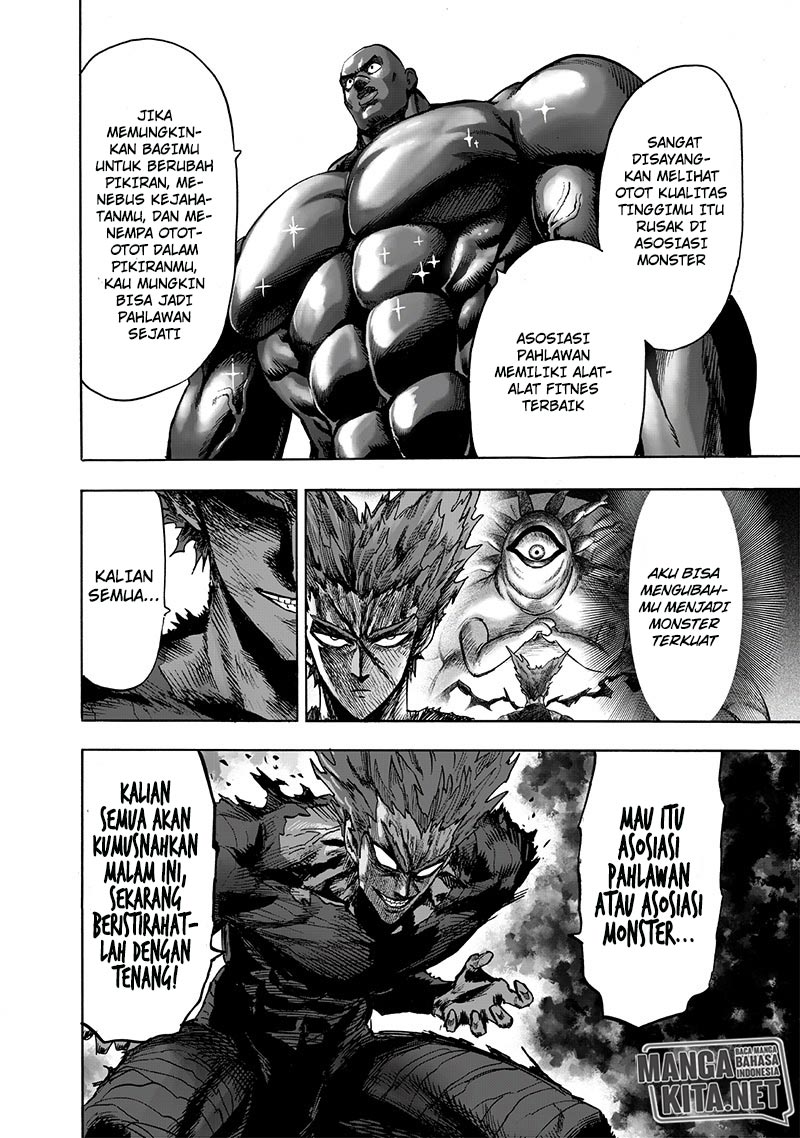 SANGAT
DISAYANG-
KAN MELIHAT
OTOT KUALITAS
TINGGIMU ITU
RUSAK DI
ASOSIASI
MONSTER
ASOSIASI
PAHLAWAN
MEMILIKI ALAT-
ALAT FITNES
TERBAIK
JIKA
MEMUNGKIN-
KAN BAGIMU
UNTUK BERUBAH
PIKIRAN, ME-
NEBUS KEJAHA-
TANMU, DAN ME-
NEMPA OTOT-
OTOT DALAM
PIKIRANMU,
KAU MUNGKIN
BISA JADI
PAHLAWAN
SEJATI
AKU BISA
MENGUBAH-
MU MENJADI
MONSTER
TERKUAT
KALIAN
SEMUA...
MAU ITU
ASOSIASI
PAHLAWAN
ATAU ASOSIASI
MONSTER...
KALIAN
SEMUA AKAN
KUMUSNAHKAN
MALAM INI,
SEKARANG
BERISTIRAHAT-
LAH DENGAN
TENANG!
MANGA
KITA.NET
BACA MANGA
BAHASA
INDONESIA